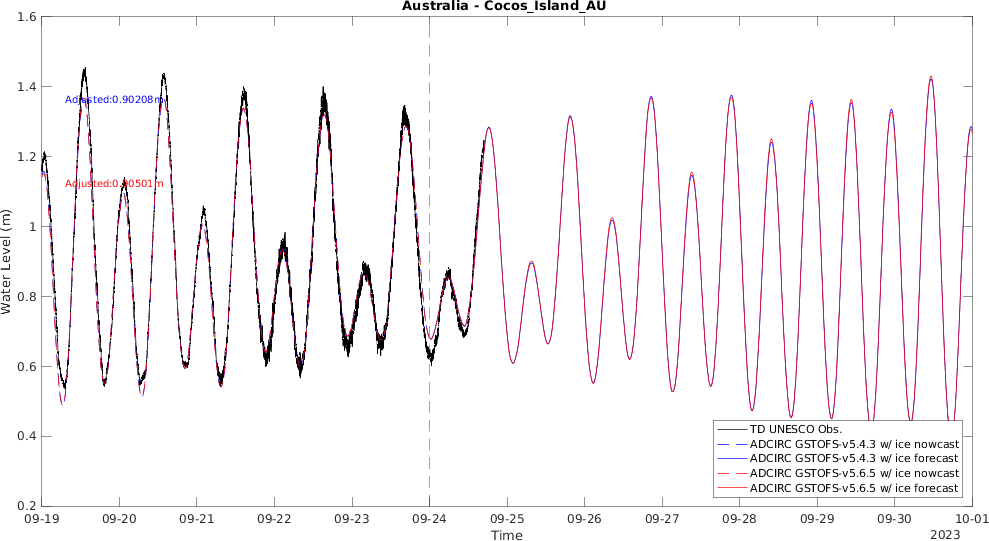 Australia - Cocos_Island_AU
1.6
1.4
1.2
1
0.8
0.6
0.4
0.2
Water Level (m)
Adjusted:0.90208m
Adjusted:0.90501m
TD UNESCO Obs.
ADCIRC GSTOFS-v5.4.3 w/ ice nowcast
ADCIRC GSTOFS-v5.4.3 w/ ice forecast
ADCIRC GSTOFS-v5.6.5 w/ ice nowcast
ADCIRC GSTOFS-v5.6.5 w/ ice forecast
09-19 09-20 09-21 09-22 09-23 09-24 09-25 09-26 09-27 09-28 09-29 09-30 10-01
Time
2023